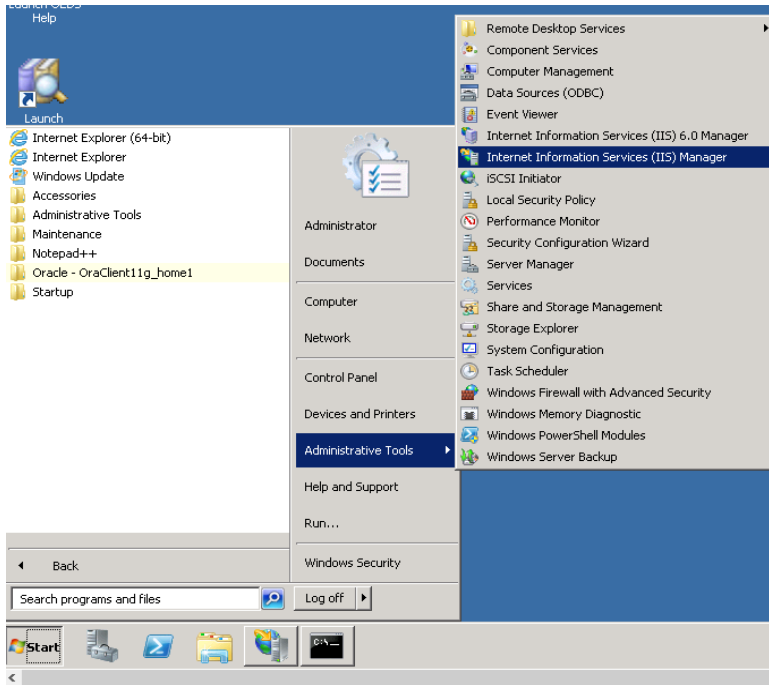 Help
Launch
Internet Explorer (64-bit)
Internet Explorer
Windows Update
Accessories
Administrative Tools
Maintenance
Notepad++
Oracle - OraClient11g_home1
Startup
Back
Search programs and files
Administrator
Documents
Computer
Network
Control Panel
Devices and Printers
Administrative Tools
Help and Support
Run...
Windows Security
Log off
Remote Desktop Services
Component Services
Computer Management
Data Sources (ODBC)
Event Viewer
Internet Information Services (IIS) 6.0 Manager
Internet Information Services (IIS) Manager
iSCSI Initiator
Local Security Policy
Performance Monitor
Security Configuration Wizard
Server Manager
Services
Share and Storage Management
Storage Explorer
System Configuration
Task Scheduler
Windows Firewall with Advanced Security
Windows Memory Diagnostic
Windows PowerShell Modules
Windows Server Backup
Start